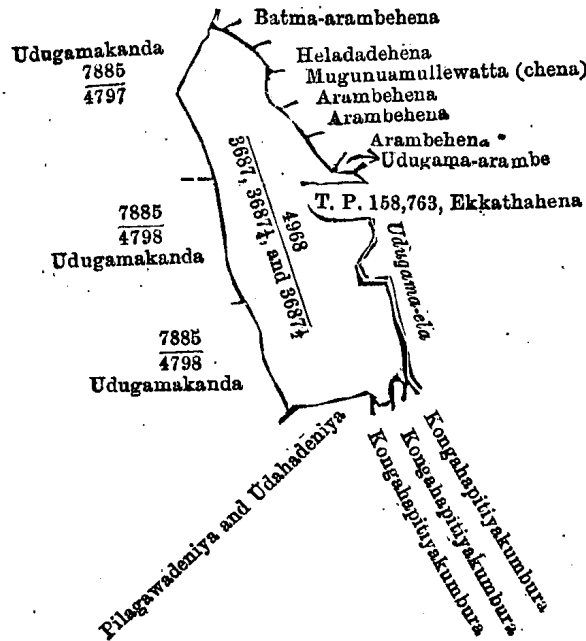 Batma-arambehena
Udugamakanda
7885
4797
Heladadehena
Mugunuamullewatta (chena)
Arambehena
Arambehena
Arambehena
Udugama-arambe
T. P. 158,763, Ekkathahena
4968
3687, 3687¼, and 3687½
Udugama-ela
7885
4798
Udugamakanda
7885
4798
Udugamakanda
Pilagawadeniya and Udahadeniya
Kongahapitiyakumbura
Kongahapitiyakumbura
Kongahapitiyakumbura